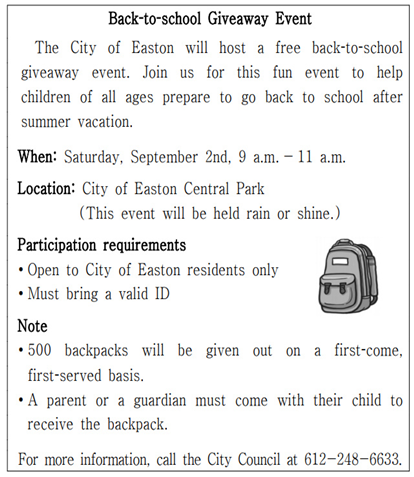 Back-to-school Giveaway Event
The City of Easton will host a free back-to-school
giveaway event. Join us for this fun event to help
children of all ages prepare to go back to school after
summer vacation.
When: Saturday, September 2nd, 9 a.m. – 11 a.m.
Location: City of Easton Central Park
(This event will be held rain or shine.)
Participation requirements
• Open to City of Easton residents only
• Must bring a valid ID
Note
• 500 backpacks will be given out on a first-come,
first-served basis.
• A parent or a guardian must come with their child to
receive the backpack.
For more information, call the City Council at 612-248-6633.